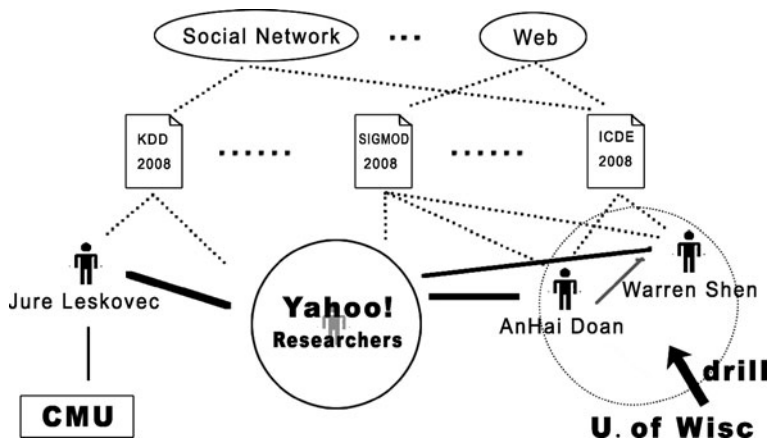 Social Network
...
Web
KDD
2008
......
SIGMOD
2008
......
ICDE
2008
Jure Leskovec
Yahoo!
Researchers
Warren Shen
AnHai Doan
CMU
drill
U. of Wisc